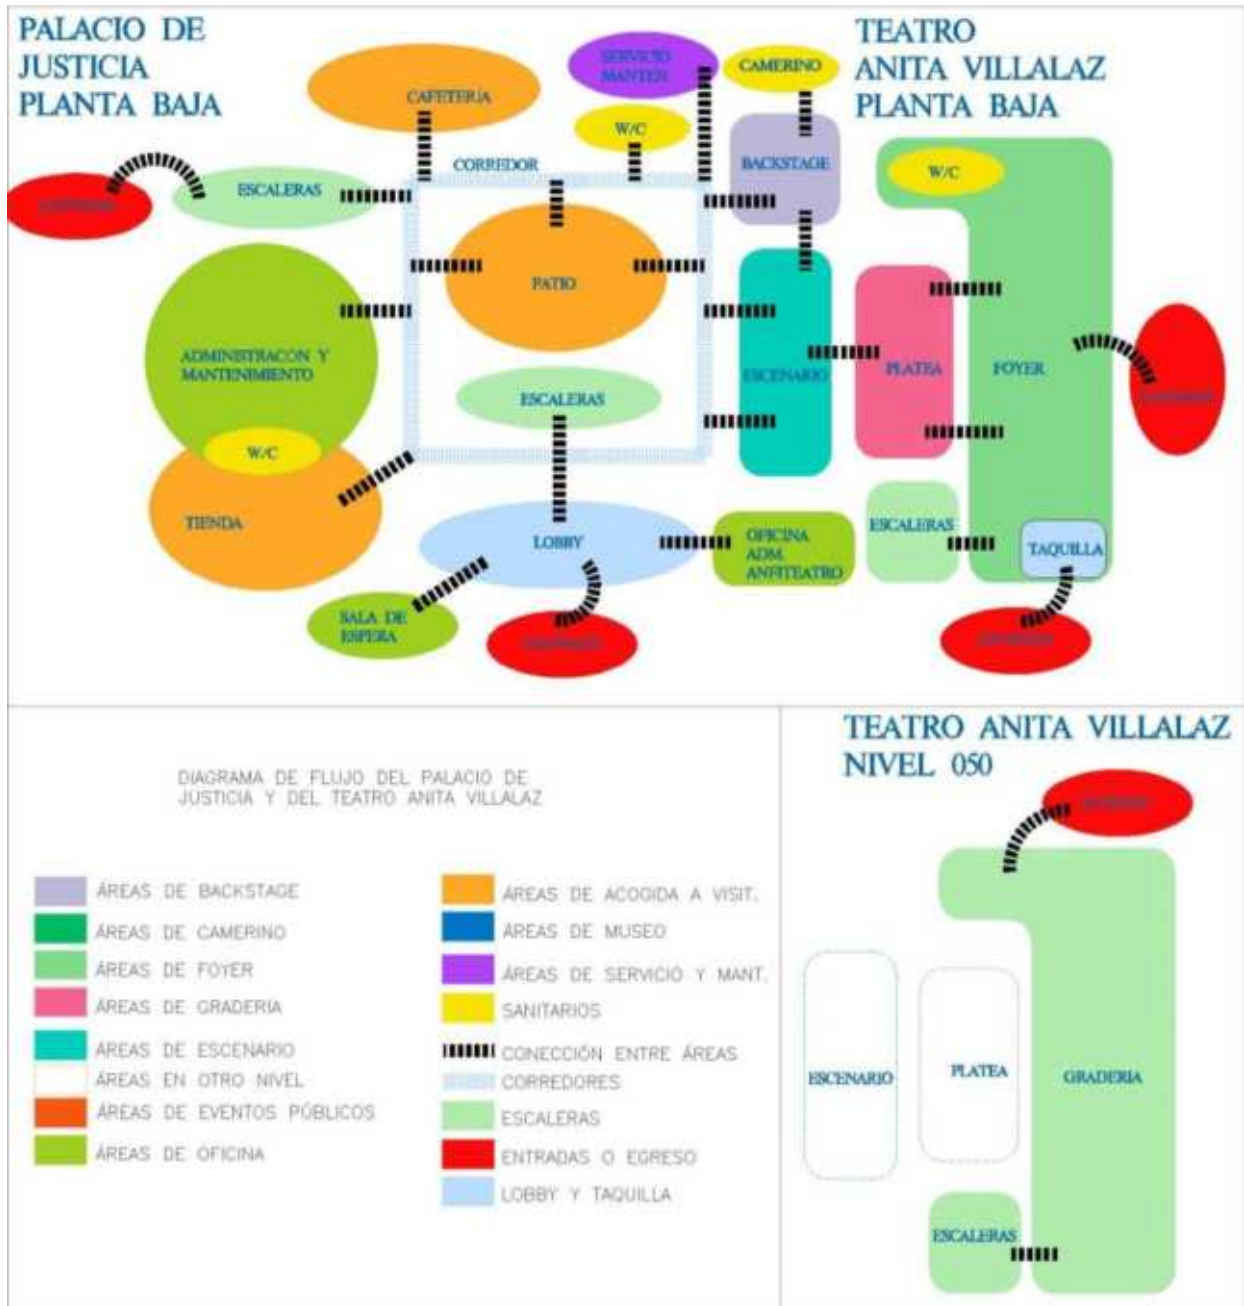 PALACIO DE
JUSTICIA
PLANTA BAJA
TEATRO
ANITA VILLALAZ
PLANTA BAJA
SERVICIO
MANTEN
CAMERINO
CAFETERIA
W/C
CORREDOR
BACKSTAGE
W/C
ESCALERAS
PATIO
ADMINISTRACON Y
MANTENIMIENTO
ESCENARIO
PLATEA
FOYER
ESCALERAS
W/C
TIENDA
LOBBY
OFICINA
ADM.
ANFITEATRO
ESCALERAS
TAQUILLA
SALA DE
ESPERA
TEATRO ANITA VILLALAZ
NIVEL 050
DIAGRAMA DE FLUJO DEL PALACIO DE
JUSTICIA Y DEL TEATRO ANITA VILLALAZ
ÁREAS DE BACKSTAGE
ÁREAS DE CAMERINO
ÁREAS DE FOYER
ÁREAS DE GRADERIA
ÁREAS DE ESCENARIO
ÁREAS EN OTRO NIVEL
ÁREAS DE EVENTOS PÚBLICOS
ÁREAS DE OFICINA
ÁREAS DE ACOGIDA A VISIT.
ÁREAS DE MUSEO
ÁREAS DE SERVICIO Y MANT.
SANITARIOS
CONECCIÓN ENTRE ÁREAS
CORREDORES
ESCALERAS
ENTRADAS O EGRESO
LOBBY Y TAQUILLA
ESCENARIO
PLATEA
GRADERIA
ESCALERAS